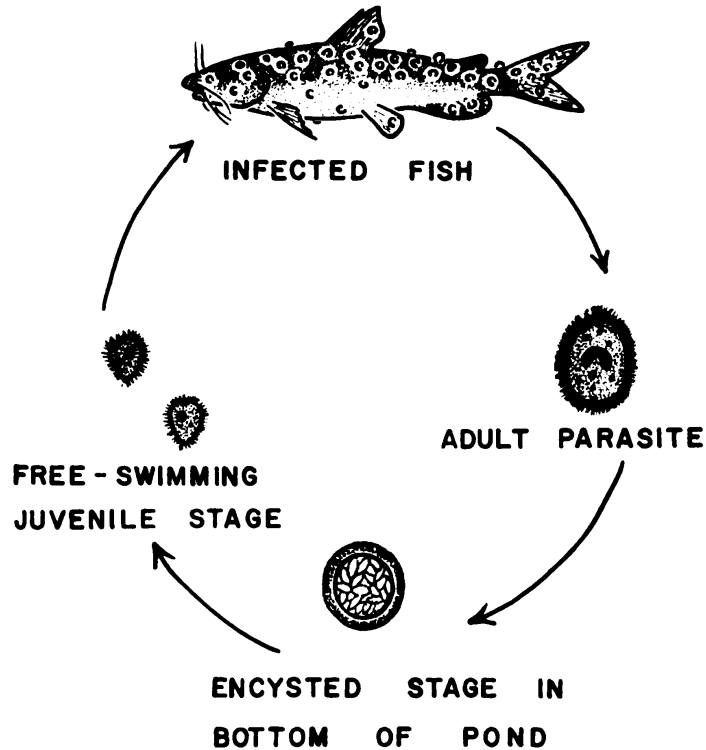 INFECTED FISH
ADULT PARASITE
FREE-SWIMMING
JUVENILE STAGE
ENCYSTED STAGE IN
BOTTOM OF POND